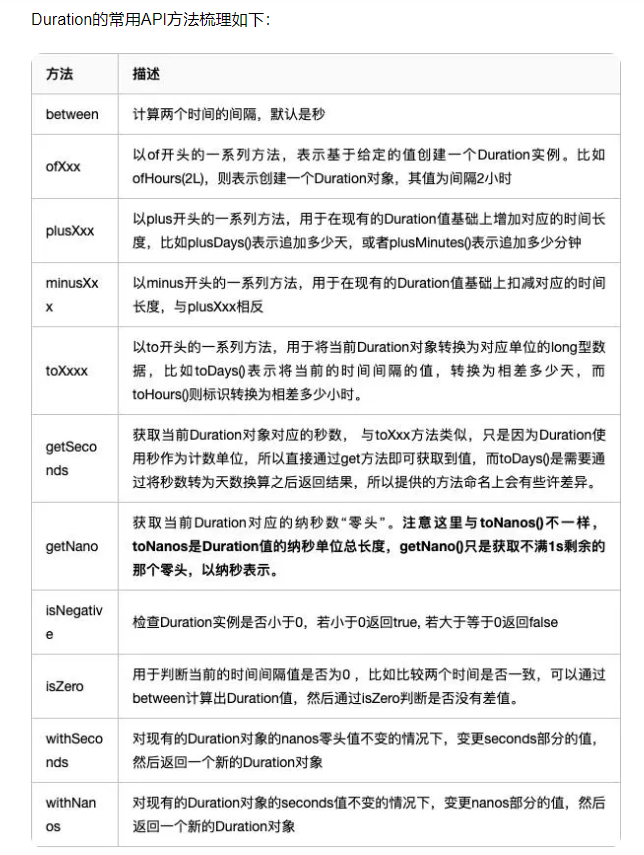 Duration的常用API方法梳理如下：
方法
描述
between
计算两个时间的间隔，默认是秒
ofXxx
以of开头的一系列方法，表示基于给定的值创建一个Duration实例。比如
ofHours(2L)，则表示创建一个Duration对象，其值为间隔2小时
plusXxx
以plus开头的一系列方法，用于在现有的Duration值基础上增加对应的时间长
度，比如plusDays()表示追加多少天，或者plusMinutes()表示追加多少分钟
minusXx
x
以minus开头的一系列方法，用于在现有的Duration值基础上扣减对应的时间
长度，与plusXxx相反
toXxxx
以to开头的一系列方法，用于将当前Duration对象转换为对应单位的long型数
据，比如toDays()表示将当前的时间间隔的值，转换为相差多少天，而
toHours()则标识转换为相差多少小时。
getSeco
nds
获取当前Duration对象对应的秒数， 与toXxx方法类似，只是因为Duration使
用秒作为计数单位，所以直接通过get方法即可获取到值，而toDays()是需要通
过将秒数转为天数换算之后返回结果，所以提供的方法命名上会有些许差异。
getNano
获取当前Duration对应的纳秒数“零头”。注意这里与toNanos()不一样，
toNanos是Duration值的纳秒单位总长度，getNano()只是获取不满1s剩余的
那个零头，以纳秒表示。
isNegativ
e
检查Duration实例是否小于0，若小于0返回true, 若大于等于0返回false
isZero
用于判断当前的时间间隔值是否为0 ，比如比较两个时间是否一致，可以通过
between计算出Duration值，然后通过isZero判断是否没有差值。
withSeco
nds
对现有的Duration对象的nanos零头值不变的情况下，变更seconds部分的值，
然后返回一个新的Duration对象
withNan
os
对现有的Duration对象的seconds值不变的情况下，变更nanos部分的值，然后
返回一个新的Duration对象